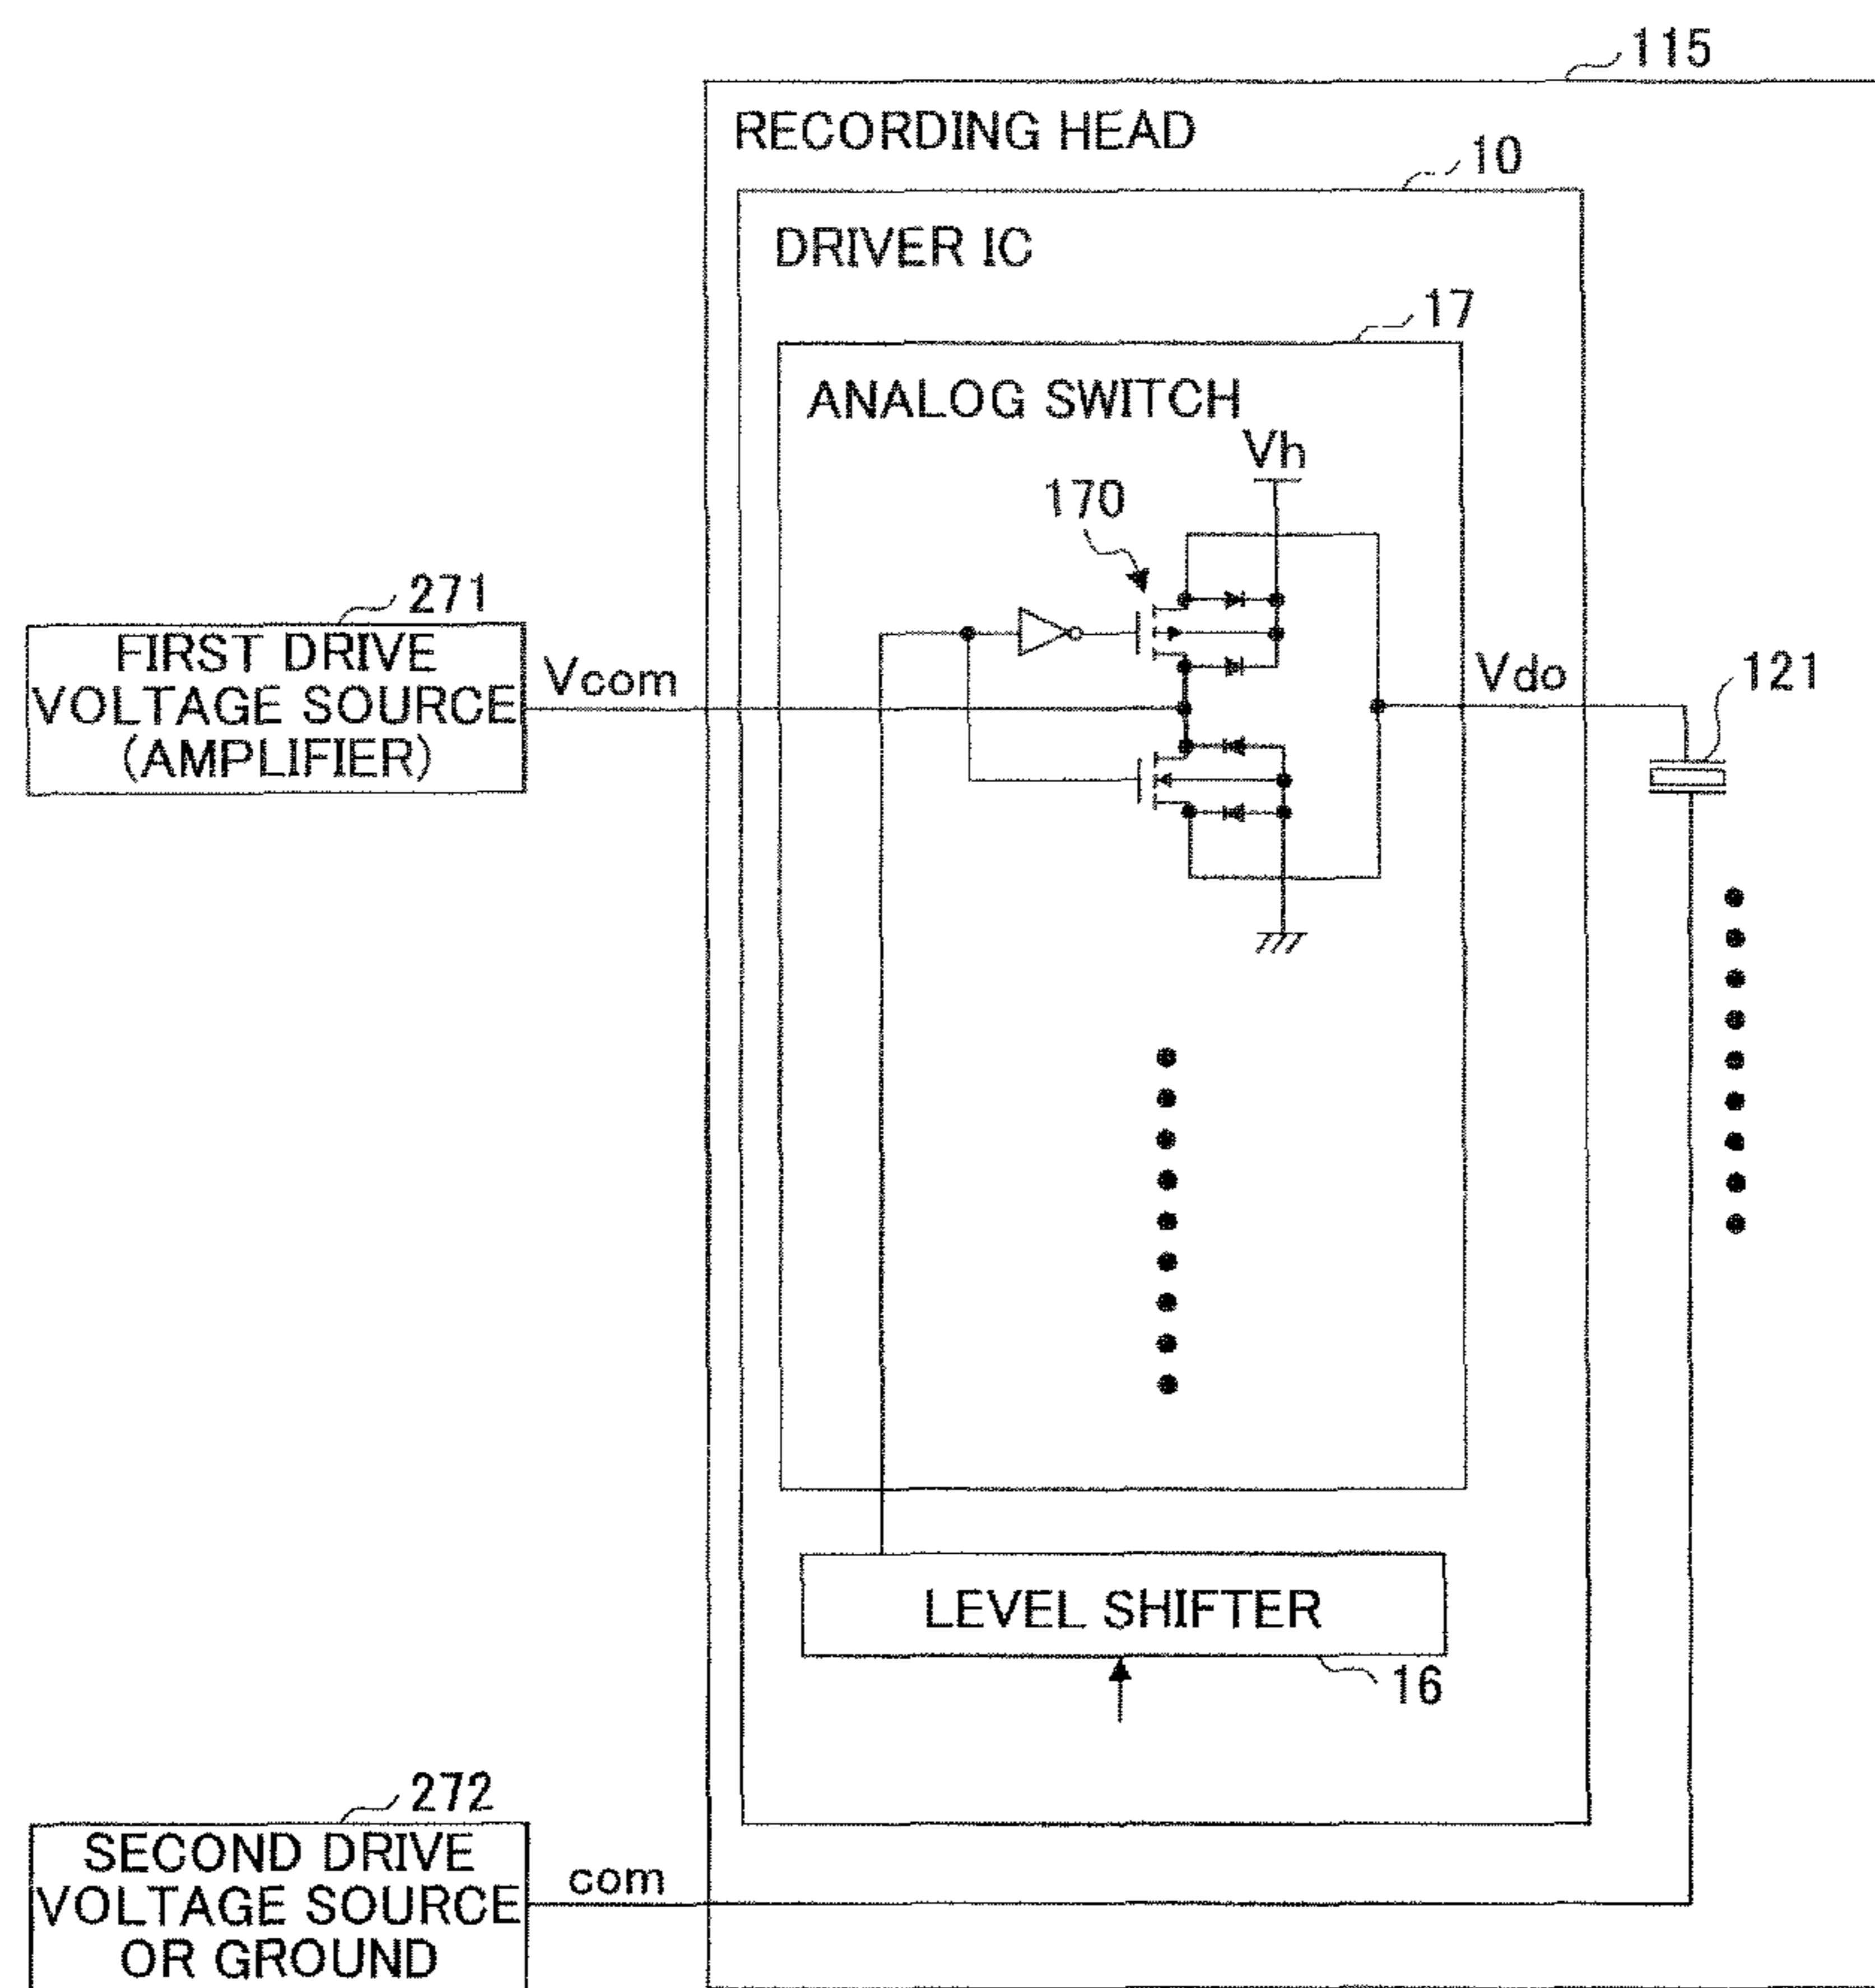 115
RECORDING HEAD
10
DRIVER IC
17
ANALOG SWITCH
Vh
170
271
FIRST DRIVE
VOLTAGE SOURCE
(AMPLIFIER)
Vcom
Vdo
121
LEVEL SHIFTER
16
272
SECOND DRIVE
VOLTAGE SOURCE
OR GROUND
com